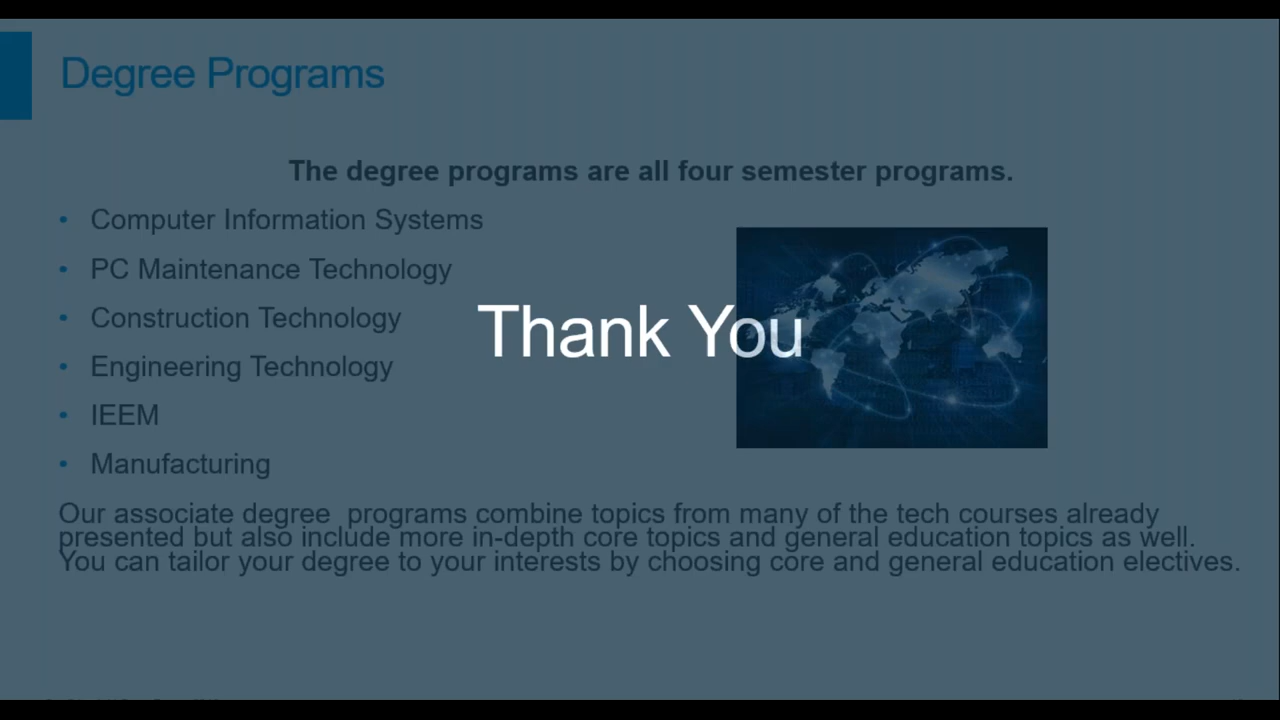 Degree Programs
The degree programs are all four semester programs.
• Computer Information Systems
• PC Maintenance Technology
• Construction Technology
Thank You
• Engineering Technology
• IEEM
• Manufacturing
Our associate degree  programs combine topics from many of the tech courses already
presented but also include more in-depth core topics and general education topics as well.
You can tailor your degree to your interests by choosing core and general education electives.